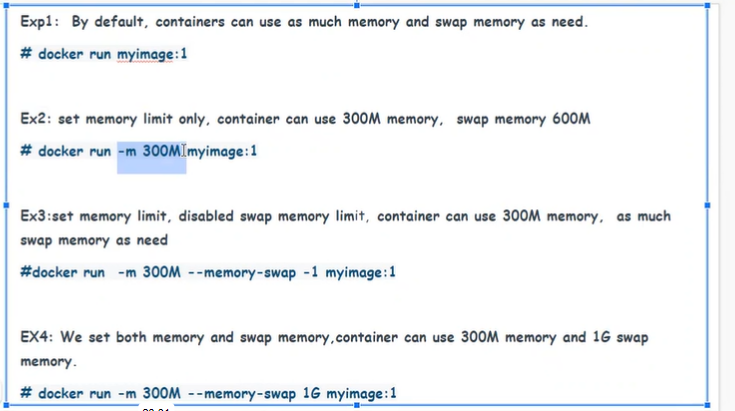 Exp1: By default, containers can use as much memory and swap memory as need.
# docker run myimage:1
Ex2: set memory limit only, container can use 300M memory, swap memory 600M
# docker run -m 300M myimage:1
Ex3:set memory limit, disabled swap memory limit, container can use 300M memory, as much
swap memory as need
#docker run -m 300M --memory-swap -1 myimage:1
EX4: We set both memory and swap memory,container can use 300M memory and 1G swap
memory.
# docker run -m 300M --memory-swap 1G myimage:1